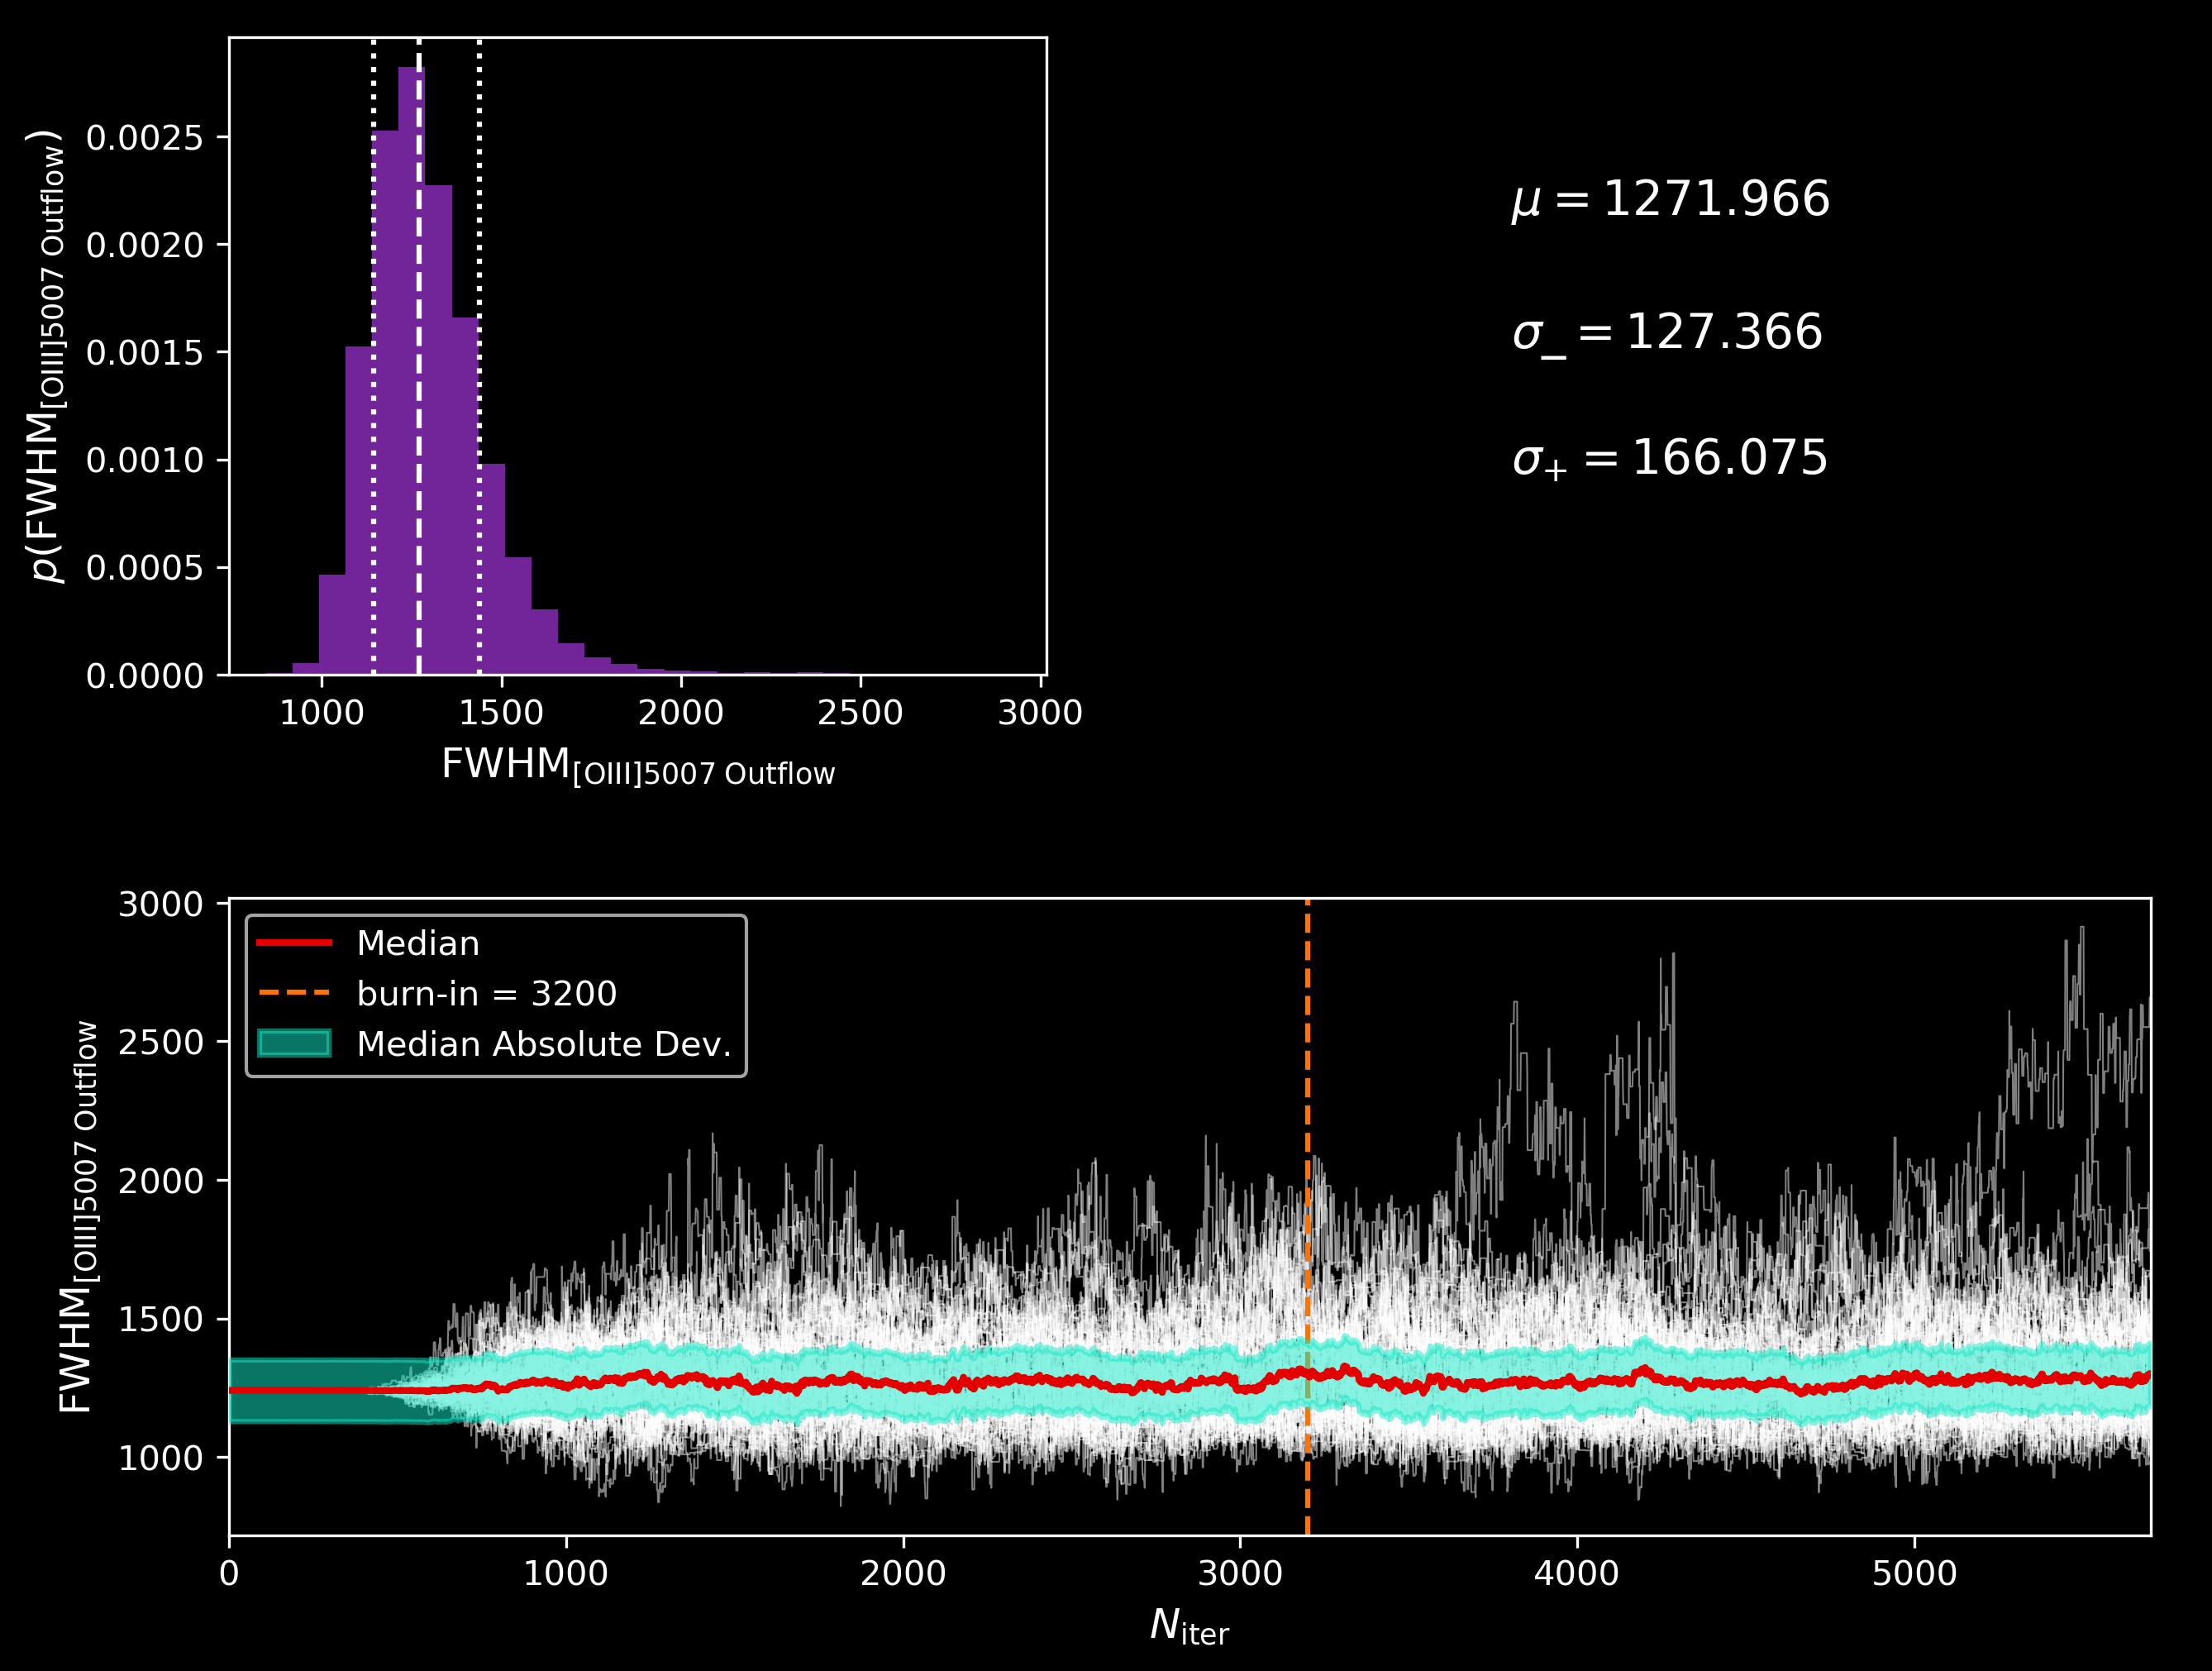 p(FWHM[OIII]5007 Outflow)
0.0025
0.0020
0.0015
0.0010
0.0005
0.0000
1000 1500 2000 2500 3000
FWHM[OIII]5007 Outflow
μ = 1271.966
σ_ = 127.366
σ+ = 166.075
FWHM[OIII]5007 Outflow
3000
2500
2000
1500
1000
Median
burn-in = 3200
Median Absolute Dev.
0 1000 2000 3000 4000 5000
Niter